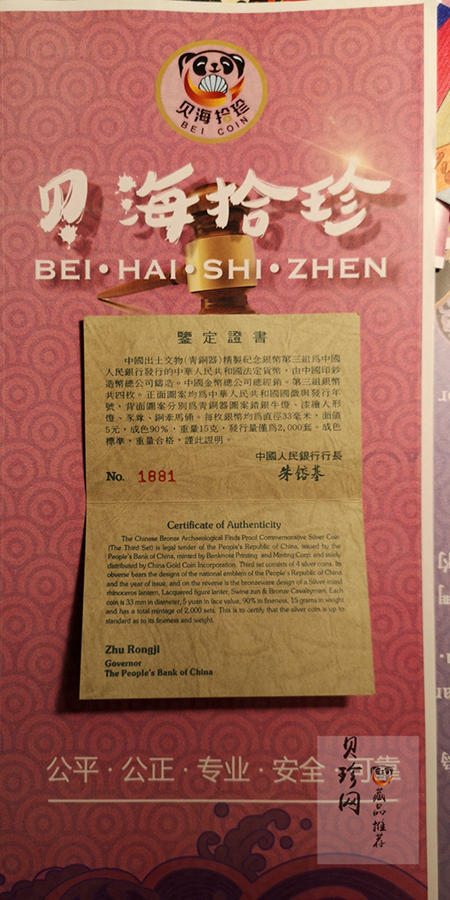 贝海拾珍
BEI COIN
贝海拾珍
BEI•HAI•SHI•ZHEN
鑒定證書
中國出土文物(青銅器)精製紀念銀幣第三組爲中國
人民銀行發行的中華人民共和國法定貨幣，由中國印鈔
造幣總公司鑄造。中國金幣總公司總經銷。第三組銀幣
共四枚。正面圖案均爲中華人民共和國國徽與發行年
號，背面圖案分別爲青銅器圖案錯銀牛燈、漆繪人形
燈、豕尊、銅牽馬俑。每枚銀幣均爲直徑33毫米，面值
5元，成色90%，重量15克，發行量僅爲2,000套。成色
標準，重量合格，謹此證明。
中國人民銀行行長
No. 1881 朱鎔基
Certificate of Authenticity
The Chinese Bronze Archaeological Finds Proof Commemorative Silver Coin
(The Third Set) is legal tender of the People's Republic of China, issued by the
People's Bank of China, minted by Banknote Printing and Minting Corp. and solely
distributed by China Gold Coin Incorporation. Third set consists of 4 silver coins. Its
obverse bears the designs of the national emblem of the People's Republic of China
and the year of issue, and on the reverse is the bronzeware design of a Silver-inlaid
rhinoceros lantern, Lacquered figure lantern, Swine zun & Bronze Cavalryman. Each
coin is 33 mm in diameter, 5 yuan in face value, 90% in fineness, 15 grams in weight
and has a total mintage of 2,000 sets. This is to certify that the silver coin is up to
standard as to its fineness and weight.
Zhu Rongji
Governor
The People's Bank of China
公平·公正·专业·安全·可靠
贝珍网
藏品推荐